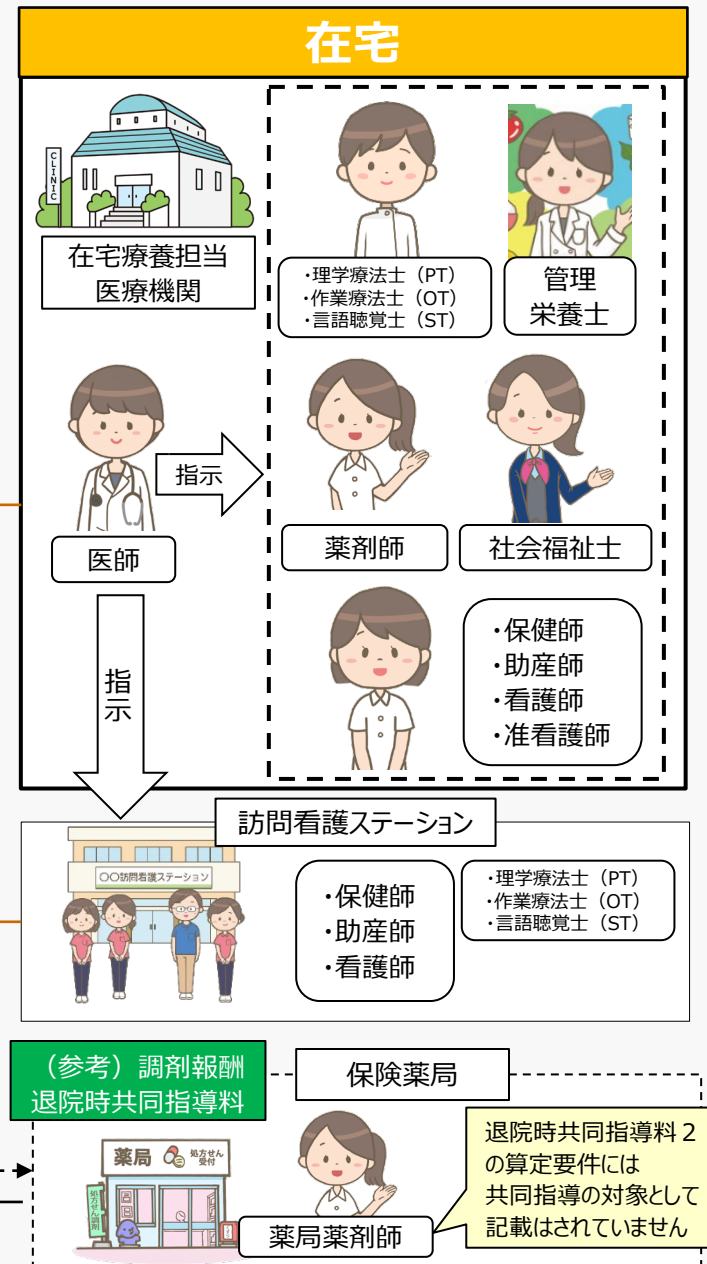 在宅
CLINIC
在宅療養担当
医療機関
・理学療法士（PT）
・作業療法士（OT）
・言語聴覚士（ST）
管理
栄養士
医師
指示
薬剤師
社会福祉士
・保健師
・助産師
・看護師
・准看護師
指示
訪問看護ステーション
〇〇訪問看護ステーション
・保健師
・助産師
・看護師
・理学療法士（PT）
・作業療法士（OT）
・言語聴覚士（ST）
（参考）調剤報酬
退院時共同指導料
保険薬局
薬局
処方せん
受付
処方せん調剤
薬局薬剤師
退院時共同指導料２
の算定要件には
共同指導の対象として
記載はされていません